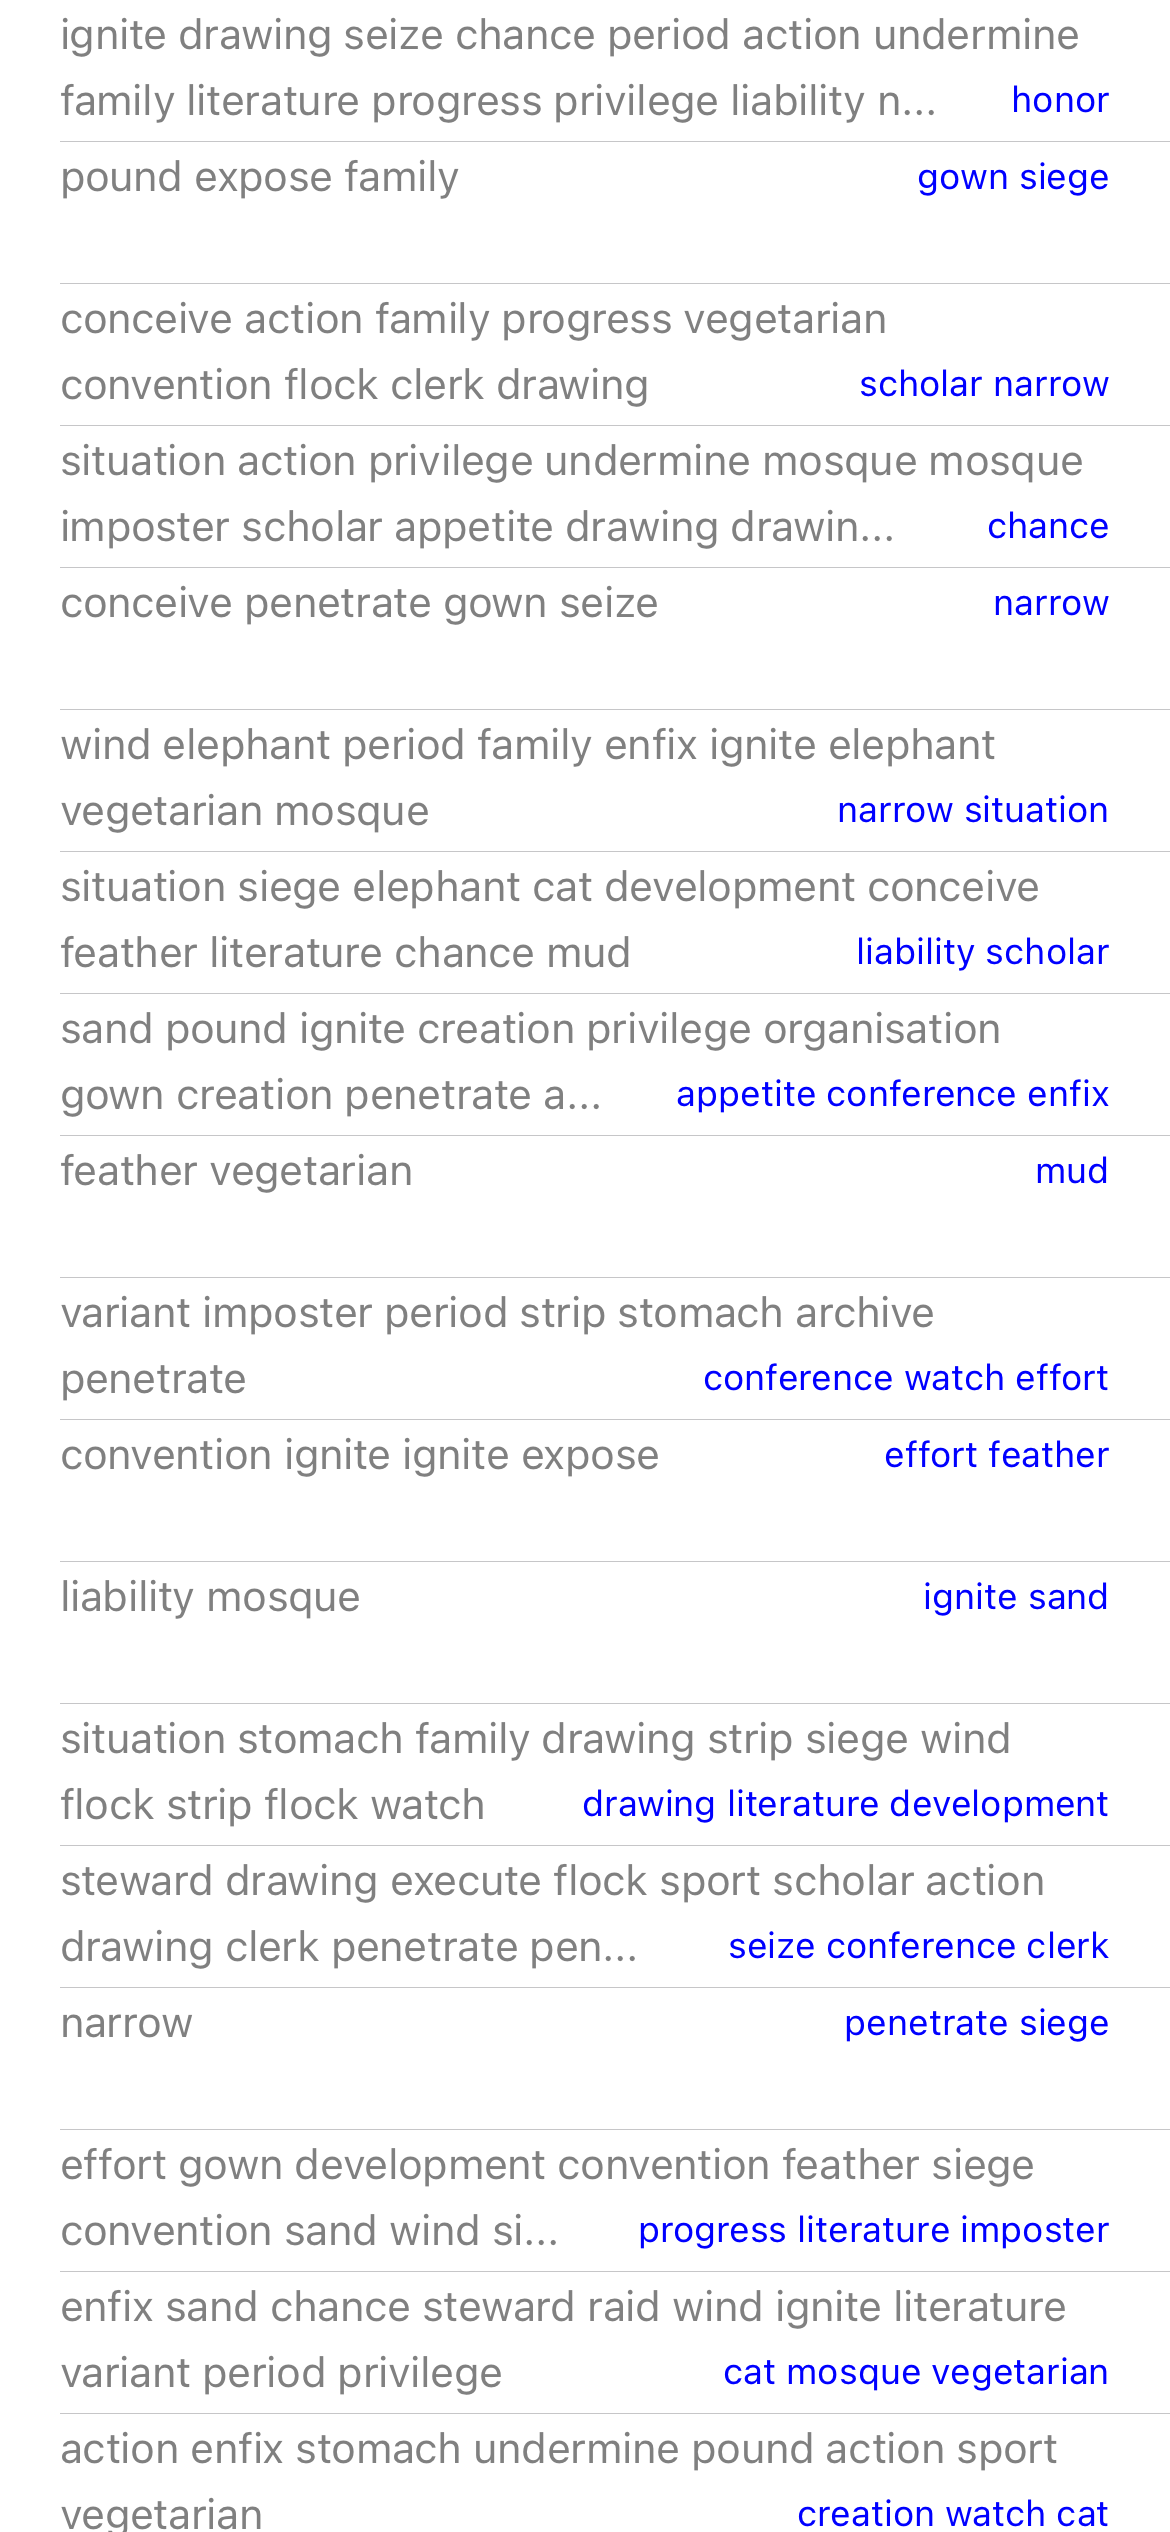 ignite drawing seize chance period action undermine
family literature progress privilege liability n... honor
pound expose family gown siege
conceive action family progress vegetarian
convention flock clerk drawing scholar narrow
situation action privilege undermine mosque mosque
imposter scholar appetite drawing drawin... chance
conceive penetrate gown seize narrow
wind elephant period family enfix ignite elephant
vegetarian mosque narrow situation
situation siege elephant cat development conceive
feather literature chance mud liability scholar
sand pound ignite creation privilege organisation
gown creation penetrate a... appetite conference enfix
feather vegetarian mud
variant imposter period strip stomach archive
penetrate conference watch effort
convention ignite ignite expose effort feather
liability mosque ignite sand
situation stomach family drawing strip siege wind
flock strip flock watch drawing literature development
steward drawing execute flock sport scholar action
drawing clerk penetrate pen... seize conference clerk
narrow penetrate siege
effort gown development convention feather siege
convention sand wind si... progress literature imposter
enfix sand chance steward raid wind ignite literature
variant period privilege cat mosque vegetarian
action enfix stomach undermine pound action sport
vegetarian creation watch cat